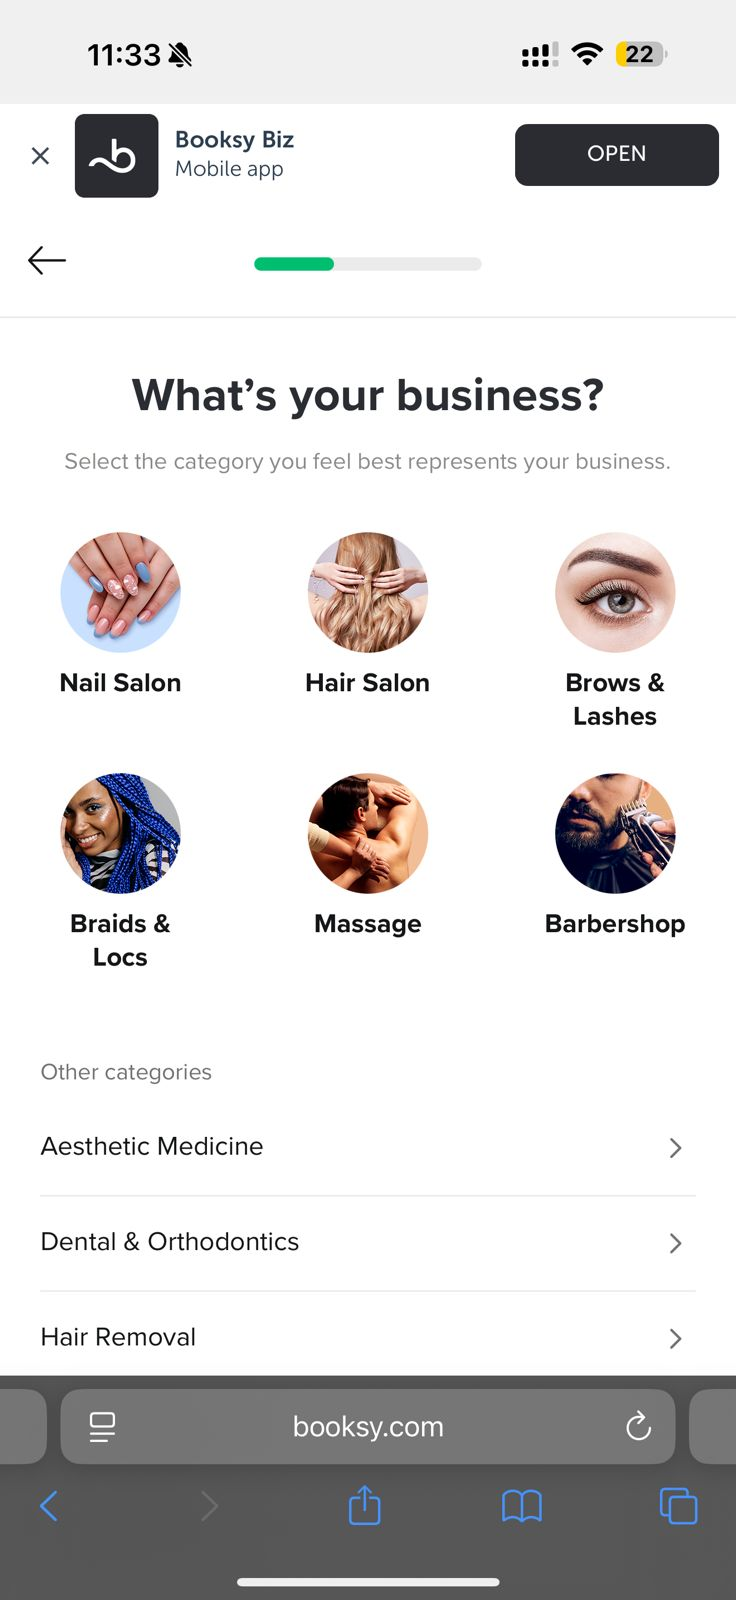 11:33
22
Booksy Biz
Mobile app
OPEN
What’s your business?
Select the category you feel best represents your business.
Nail Salon
Hair Salon
Brows &
Lashes
Braids &
Locs
Massage
Barbershop
Other categories
Aesthetic Medicine
Dental & Orthodontics
Hair Removal
booksy.com